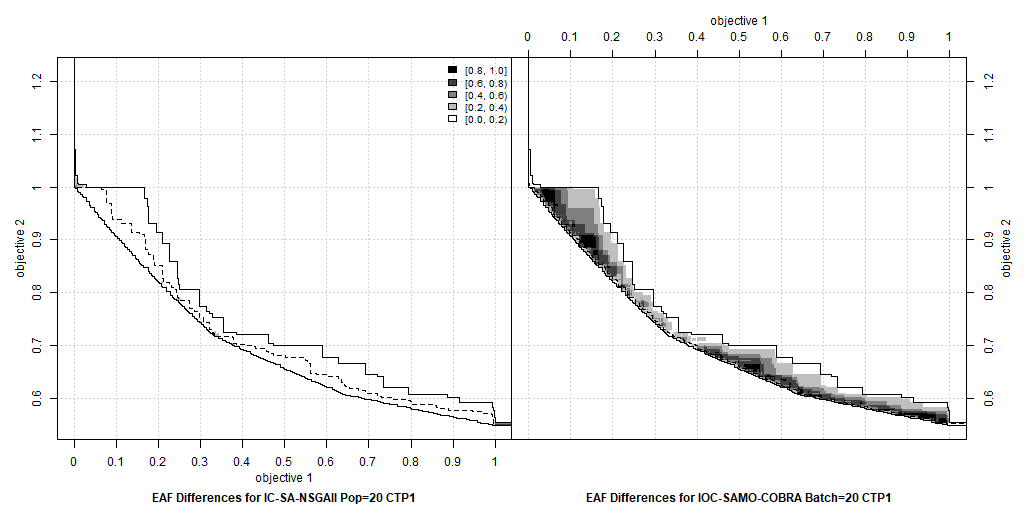 objective 1
0 0.1 0.2 0.3 0.4 0.5 0.6 0.7 0.8 0.9 1
[0.8, 1.0]
[0.6, 0.8)
[0.4, 0.6)
[0.2, 0.4)
[0.0, 0.2)
1.2
1.1
1
0.9
0.8
0.7
0.6
objective 2
1.2
1.1
1
0.9
0.8
0.7
0.6
objective 2
0 0.1 0.2 0.3 0.4 0.5 0.6 0.7 0.8 0.9 1
objective 1
EAF Differences for IC-SA-NSGAII Pop=20 CTP1
EAF Differences for IOC-SAMO-COBRA Batch=20 CTP1